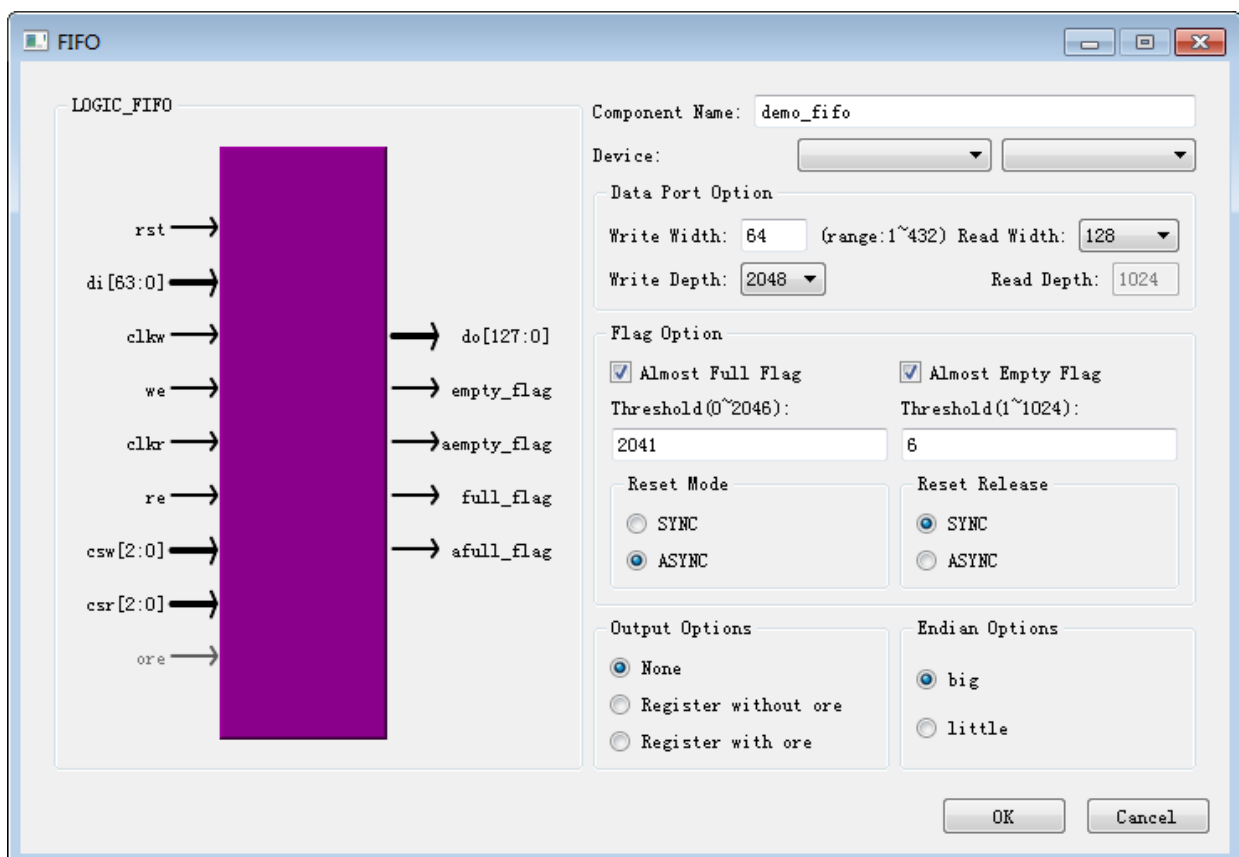 FIFO
LOGIC_FIFO
rst
di[63:0]
clkw
we
clkr
re
csw[2:0]
csr[2:0]
ore
do[127:0]
empty_flag
aempty_flag
full_flag
afull_flag
Component Name: demo_fifo
Device:
Data Port Option
Write Width: 64 (range:1~432) Read Width: 128
Write Depth: 2048 Read Depth: 1024
Flag Option
Almost Full Flag Almost Empty Flag
Threshold(0~2046): Threshold(1~1024):
2041 6
Reset Mode Reset Release
SYNC SYNC
ASYNC ASYNC
Output Options Endian Options
None big
Register without ore
Register with ore little
OK Cancel